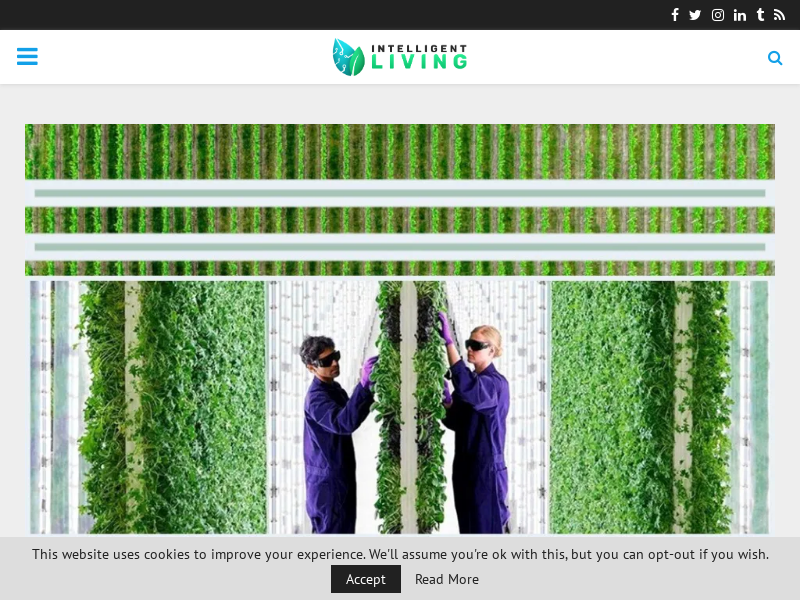 INTELLIGENT
LIVING
This website uses cookies to improve your experience. We'll assume you're ok with this, but you can opt-out if you wish.
Accept
Read More